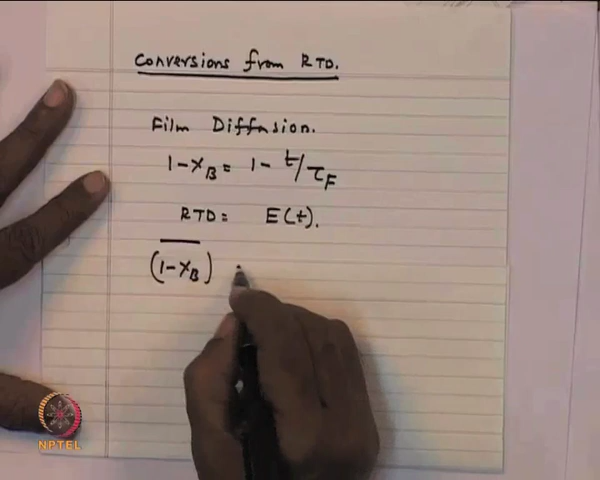 Conversions from RTD.
Film Diffusion.
1-X_B = 1 - t/τ_F
RTD = E(t).
(1-X_B)
NPTEL